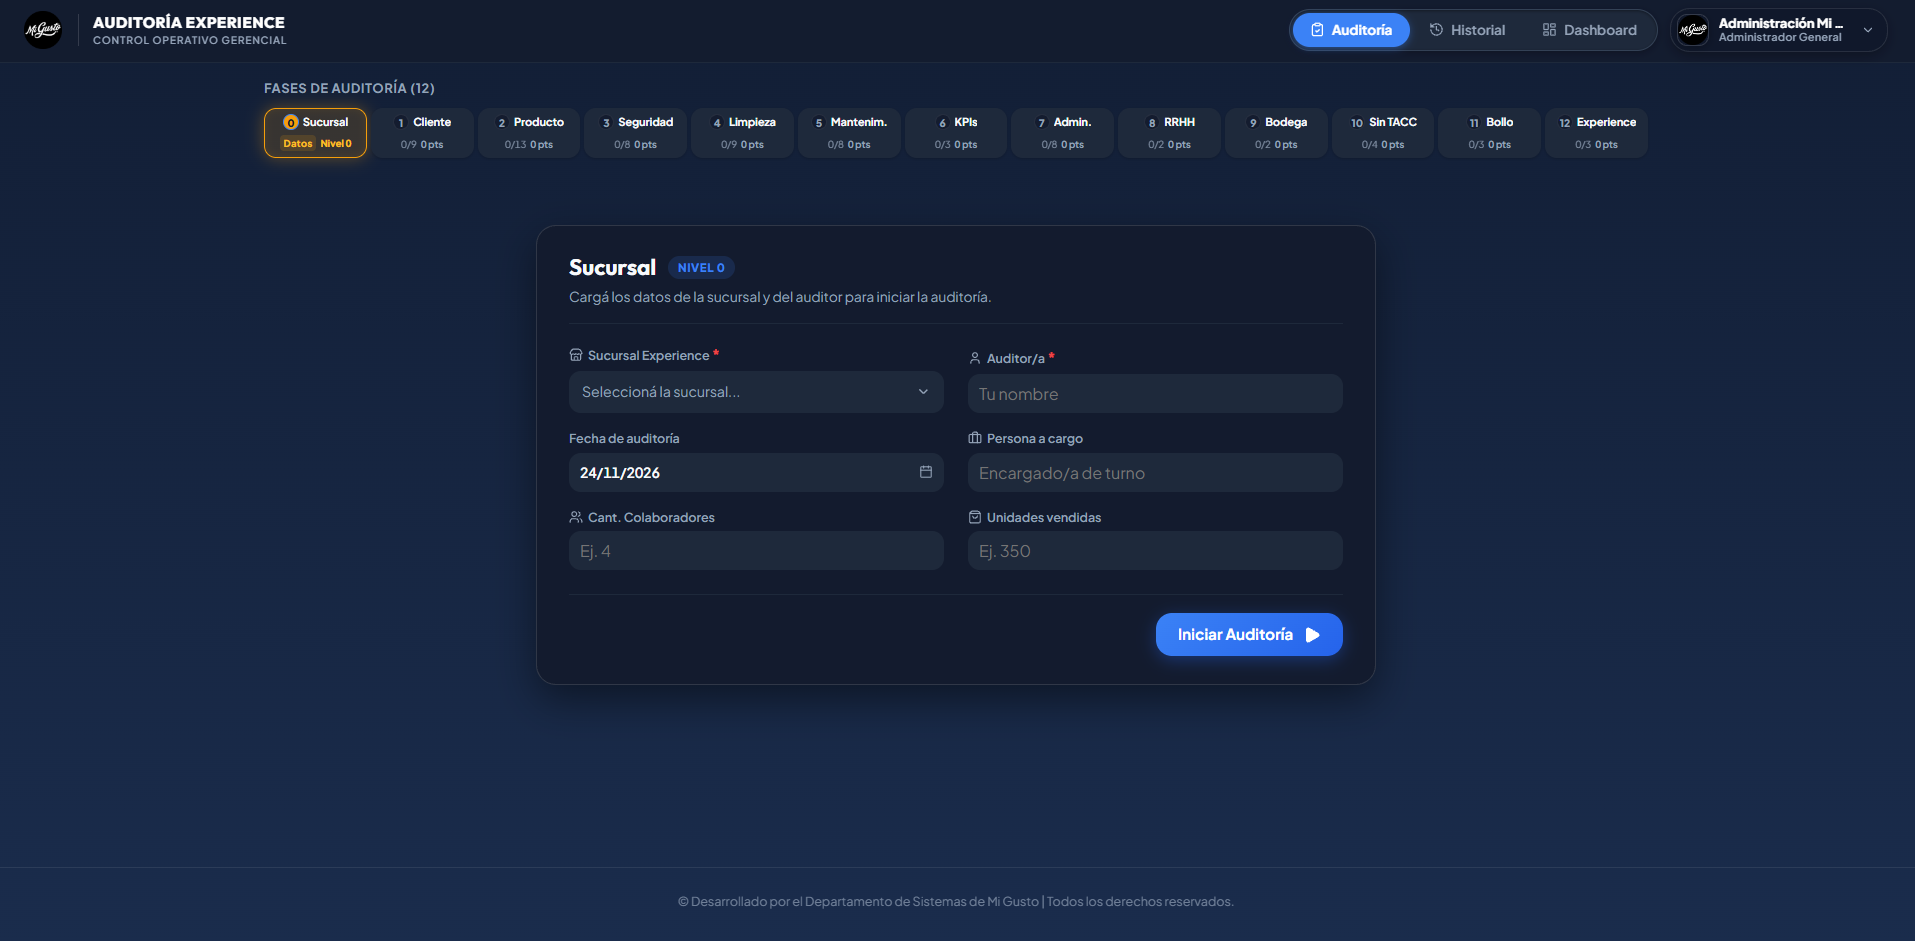 Mi Gusto
AUDITORÍA EXPERIENCE
CONTROL OPERATIVO GERENCIAL
Auditoría
Historial
Dashboard
Mi Gusto
Administración Mi ...
Administrador General
FASES DE AUDITORÍA (12)
0 Sucursal
Datos Nivel 0
1 Cliente
0/9 0 pts
2 Producto
0/13 0 pts
3 Seguridad
0/8 0 pts
4 Limpieza
0/9 0 pts
5 Mantenim.
0/8 0 pts
6 KPIs
0/3 0 pts
7 Admin.
0/8 0 pts
8 RRHH
0/2 0 pts
9 Bodega
0/2 0 pts
10 Sin TACC
0/4 0 pts
11 Bollo
0/3 0 pts
12 Experience
0/3 0 pts
Sucursal NIVEL 0
Cargá los datos de la sucursal y del auditor para iniciar la auditoría.
Sucursal Experience *
Seleccioná la sucursal...
Auditor/a *
Tu nombre
Fecha de auditoría
24/11/2026
Persona a cargo
Encargado/a de turno
Cant. Colaboradores
Ej. 4
Unidades vendidas
Ej. 350
Iniciar Auditoría
© Desarrollado por el Departamento de Sistemas de Mi Gusto | Todos los derechos reservados.